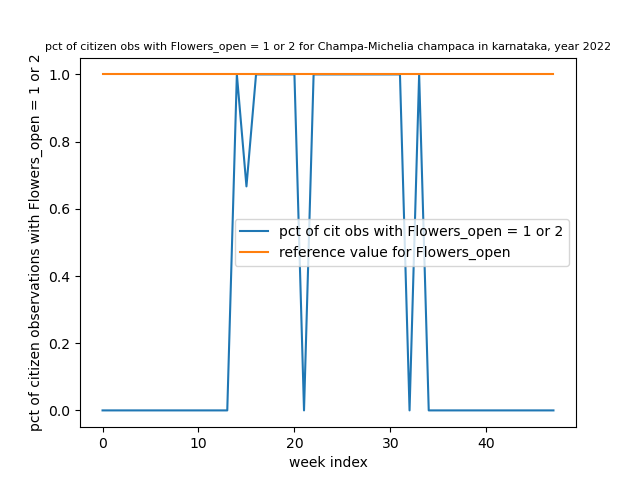 pct of citizen obs with Flowers_open = 1 or 2 for Champa-Michelia champaca in karnataka, year 2022
pct of citizen observations with Flowers_open = 1 or 2
1.0
0.8
0.6
0.4
0.2
0.0
pct of cit obs with Flowers_open = 1 or 2
reference value for Flowers_open
0 10 20 30 40
week index